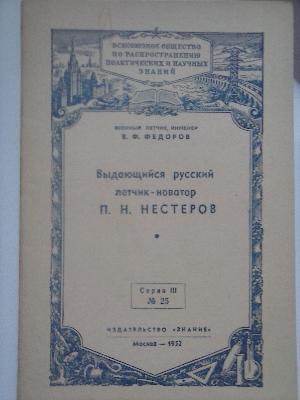 ВСЕСОЮЗНОЕ ОБЩЕСТВО
ПО РАСПРОСТРАНЕНИЮ
ПОЛИТИЧЕСКИХ И НАУЧНЫХ
ЗНАНИЙ
ВОЕННЫЙ ЛЕТЧИК, ИНЖЕНЕР
Е. Ф. ФЕДОРОВ
Выдающийся русский
летчик-новатор
П. Н. НЕСТЕРОВ
Серия III
№ 25
ИЗДАТЕЛЬСТВО «ЗНАНИЕ»
Москва — 1952